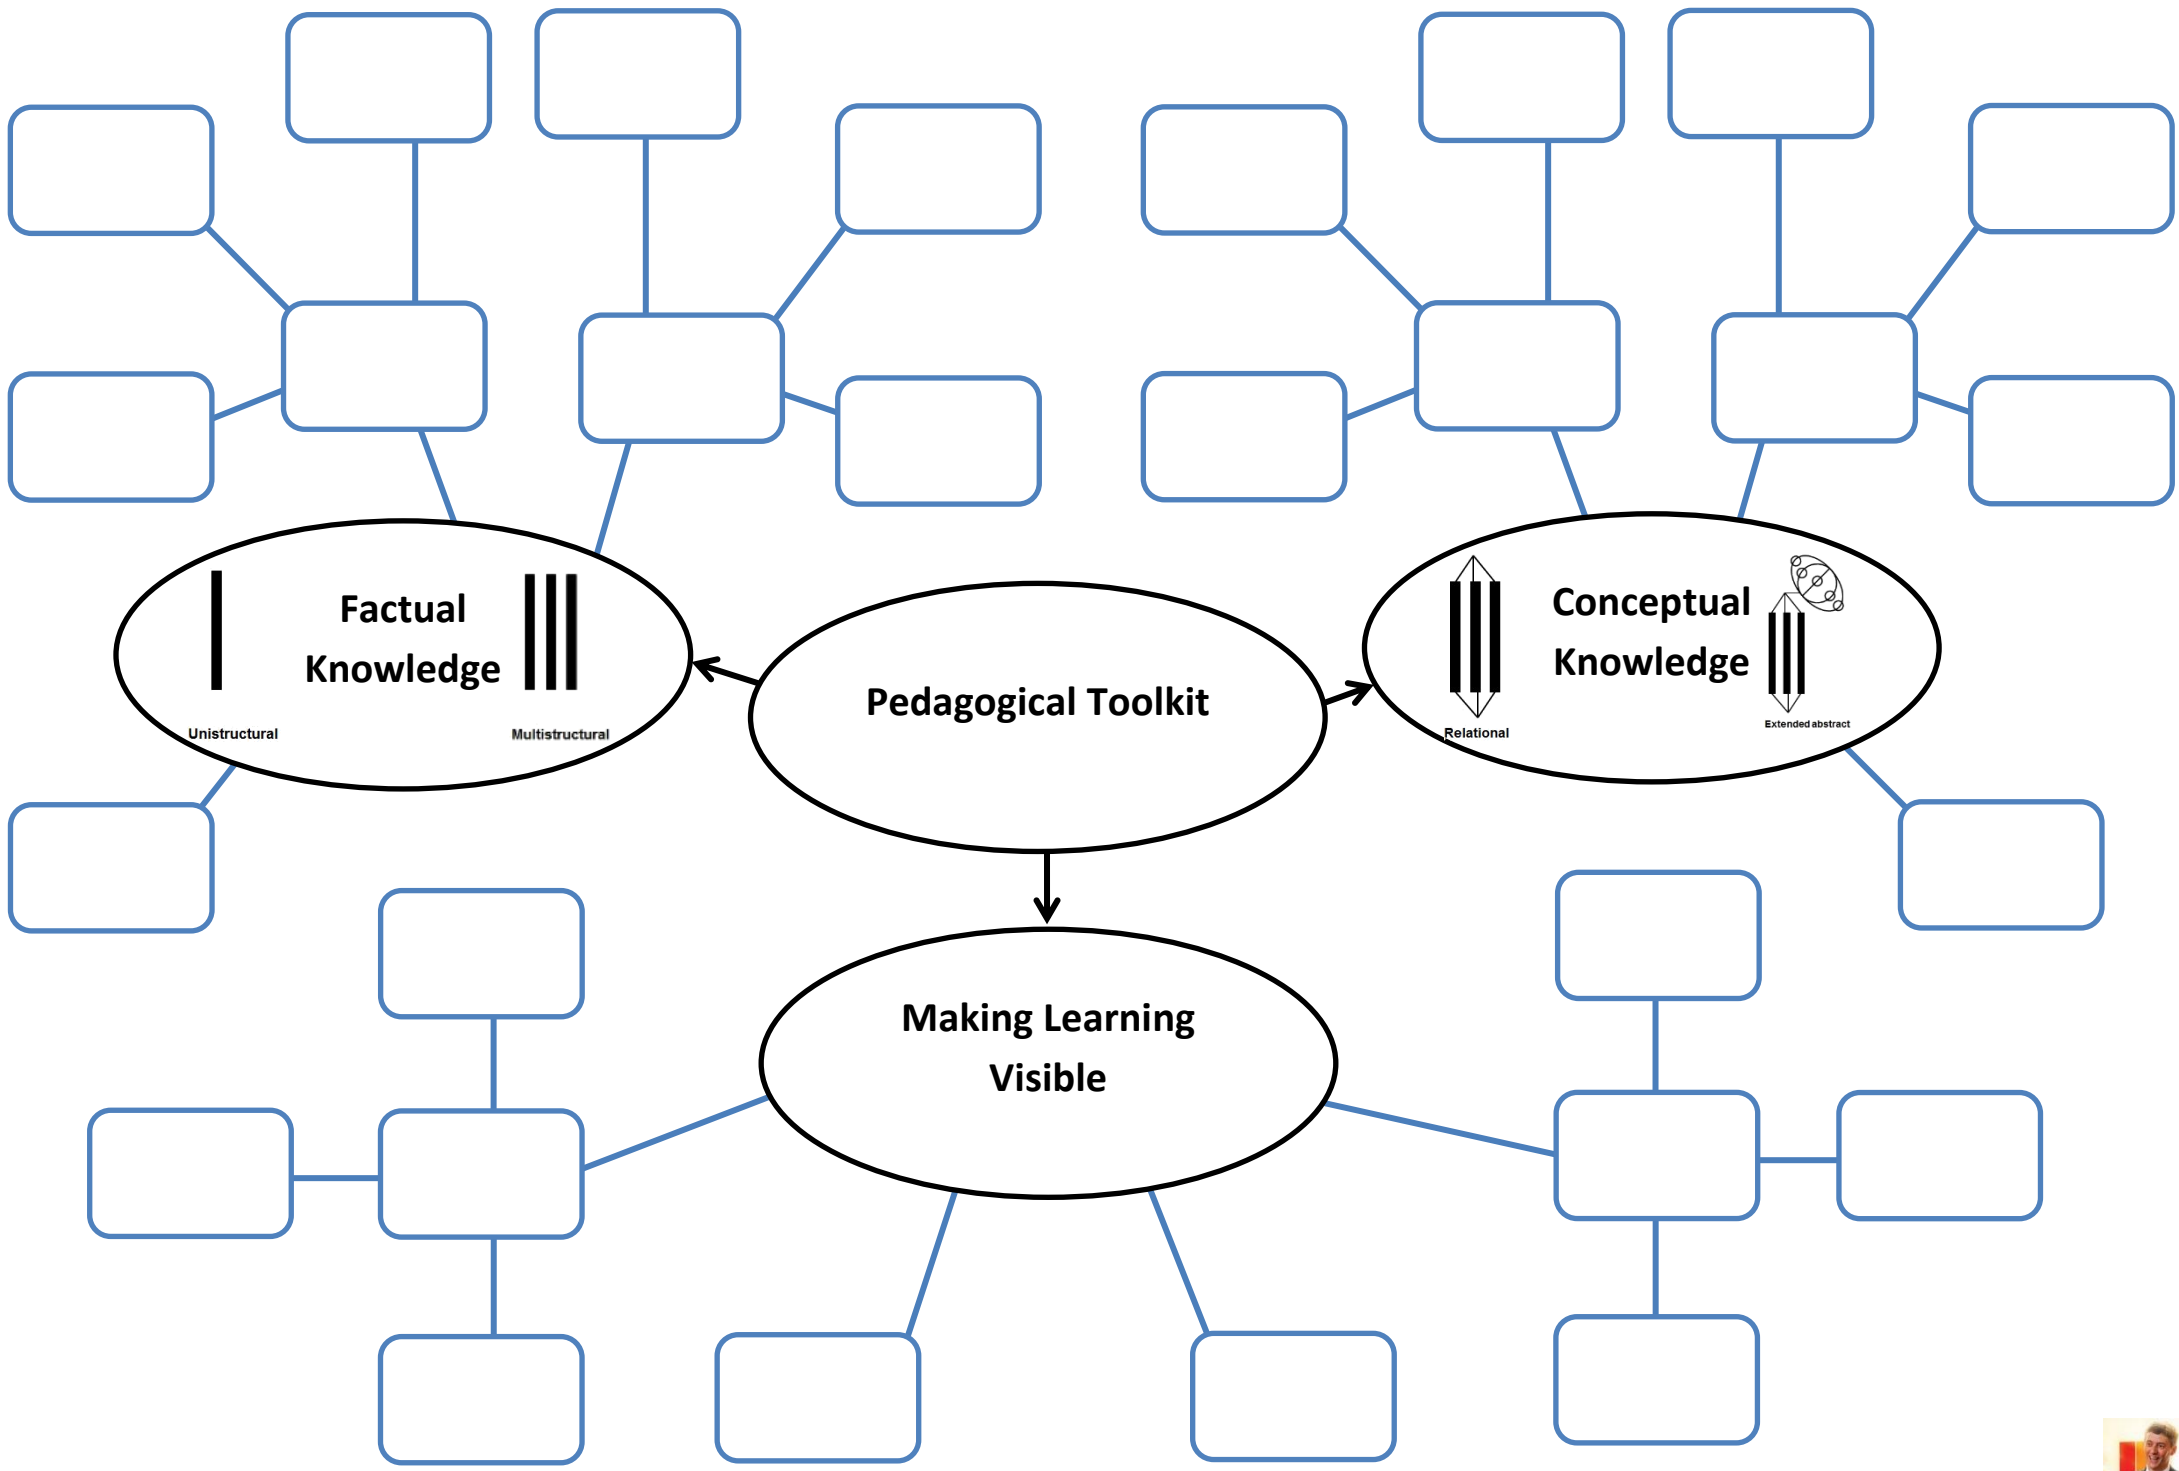 Factual
Knowledge
Unistructural
Multistructural
Pedagogical Toolkit
Conceptual
Knowledge
Relational
Extended abstract
Making Learning
Visible